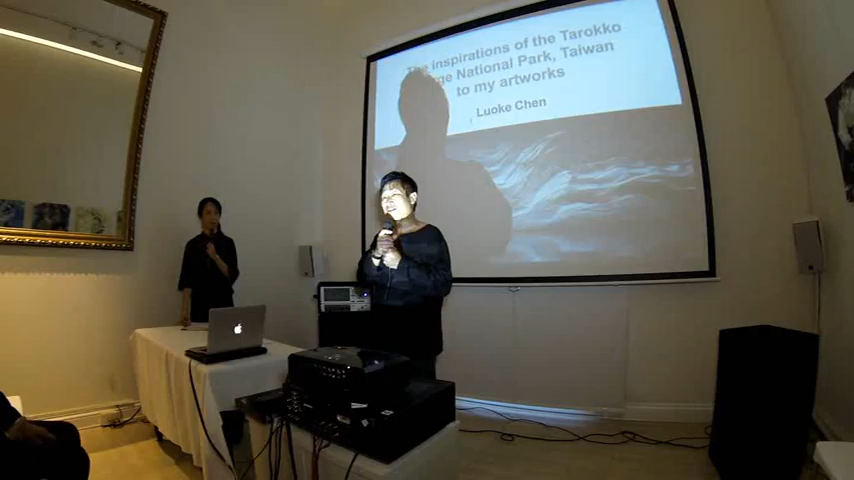 The inspirations of the Tarokko
National Park, Taiwan
to my artworks
Luoke Chen